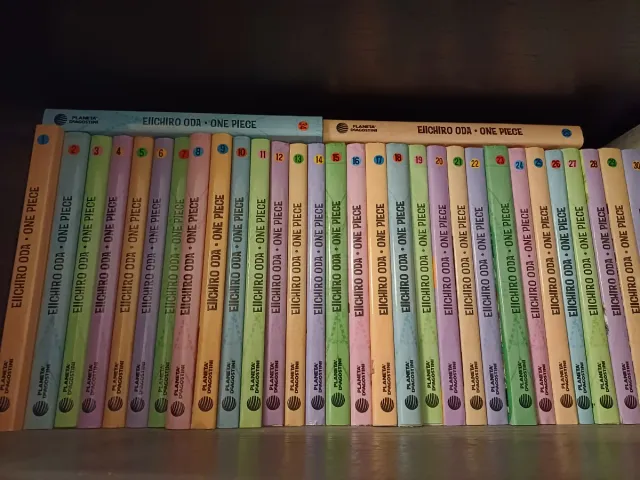 PLANETA DEAGOSTINI EIICHIRO ODA • ONE PIECE
PLANETA DEAGOSTINI EIICHIRO ODA • ONE PIECE
1 EIICHIRO ODA • ONE PIECE DEAGOSTINI
2 EIICHIRO ODA • ONE PIECE PLANETA DEAGOSTINI
3 EIICHIRO ODA • ONE PIECE PLANETA DEAGOSTINI
4 EIICHIRO ODA • ONE PIECE PLANETA DEAGOSTINI
5 EIICHIRO ODA • ONE PIECE PLANETA DEAGOSTINI
6 EIICHIRO ODA • ONE PIECE PLANETA DEAGOSTINI
7 EIICHIRO ODA • ONE PIECE PLANETA DEAGOSTINI
8 EIICHIRO ODA • ONE PIECE PLANETA DEAGOSTINI
9 EIICHIRO ODA • ONE PIECE PLANETA DEAGOSTINI
10 EIICHIRO ODA • ONE PIECE PLANETA DEAGOSTINI
11 EIICHIRO ODA • ONE PIECE PLANETA DEAGOSTINI
12 EIICHIRO ODA • ONE PIECE PLANETA DEAGOSTINI
13 EIICHIRO ODA • ONE PIECE PLANETA DEAGOSTINI
14 EIICHIRO ODA • ONE PIECE PLANETA DEAGOSTINI
15 EIICHIRO ODA • ONE PIECE PLANETA DEAGOSTINI
16 EIICHIRO ODA • ONE PIECE PLANETA DEAGOSTINI
17 EIICHIRO ODA • ONE PIECE PLANETA DEAGOSTINI
18 EIICHIRO ODA • ONE PIECE PLANETA DEAGOSTINI
19 EIICHIRO ODA • ONE PIECE PLANETA DEAGOSTINI
20 EIICHIRO ODA • ONE PIECE PLANETA DEAGOSTINI
21 EIICHIRO ODA • ONE PIECE PLANETA DEAGOSTINI
22 EIICHIRO ODA • ONE PIECE PLANETA DEAGOSTINI
23 EIICHIRO ODA • ONE PIECE PLANETA DEAGOSTINI
24 EIICHIRO ODA • ONE PIECE PLANETA DEAGOSTINI
25 EIICHIRO ODA • ONE PIECE PLANETA DEAGOSTINI
26 EIICHIRO ODA • ONE PIECE PLANETA DEAGOSTINI
27 EIICHIRO ODA • ONE PIECE PLANETA DEAGOSTINI
28 EIICHIRO ODA • ONE PIECE PLANETA DEAGOSTINI
29 EIICHIRO ODA • ONE PIECE
30 ONE PIECE